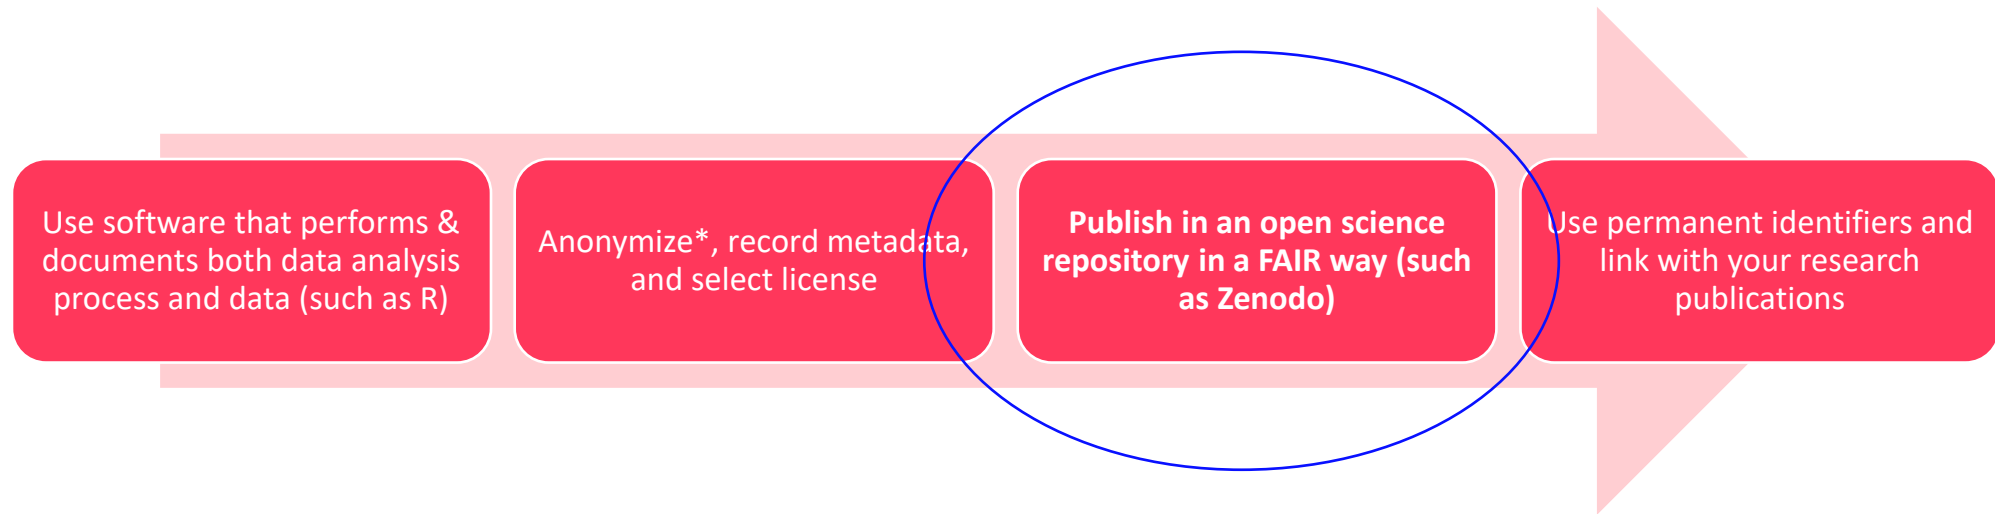 Use software that performs &
documents both data analysis
process and data (such as R)
Anonymize*, record metadata,
and select license
Publish in an open science
repository in a FAIR way (such
as Zenodo)
Use permanent identifiers and
link with your research
publications